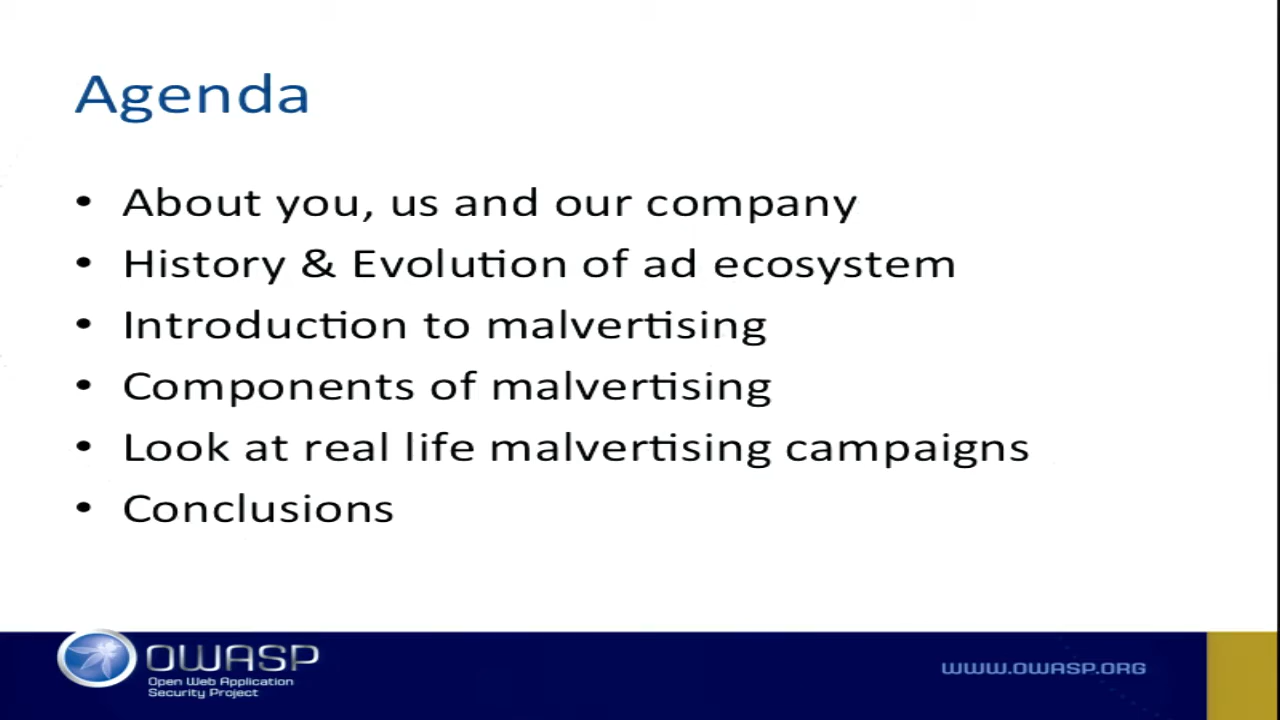 Agenda
• About you, us and our company
• History & Evolution of ad ecosystem
• Introduction to malvertising
• Components of malvertising
• Look at real life malvertising campaigns
• Conclusions
OWASP
Open Web Application
Security Project
WWW.OWASP.ORG